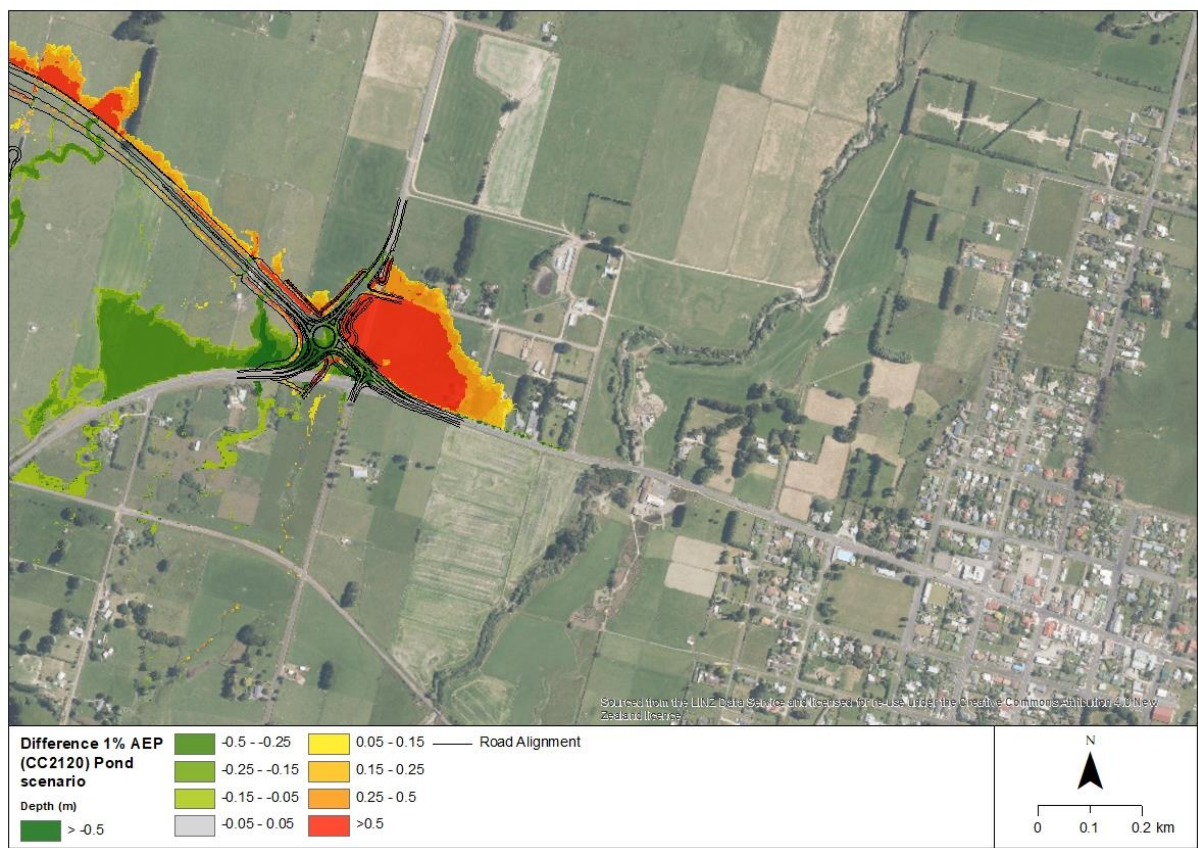 Sourced from the LINZ Data Service and licensed for re-use under the Creative Commons Attribution 4.0 New
Zealand licence
Difference 1% AEP
(CC2120) Pond
scenario
Depth (m)
> -0.5
-0.5 - -0.25
-0.25 - -0.15
-0.15 - -0.05
-0.05 - 0.05
0.05 - 0.15
0.15 - 0.25
0.25 - 0.5
>0.5
Road Alignment
N
0 0.1 0.2 km